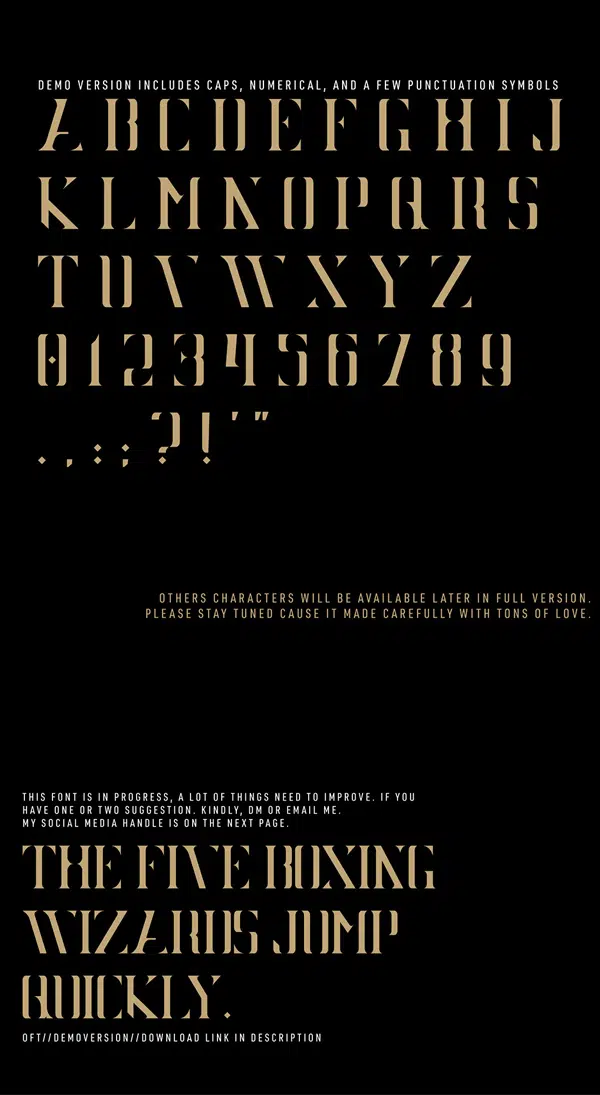 DEMO VERSION INCLUDES CAPS, NUMERICAL, AND A FEW PUNCTUATION SYMBOLS
A B C D E F G H I J
K L M N O P Q R S
T U V W X Y Z
0 1 2 3 4 5 6 7 8 9
. , : ; ? ! ' "
OTHERS CHARACTERS WILL BE AVAILABLE LATER IN FULL VERSION.
PLEASE STAY TUNED CAUSE IT MADE CAREFULLY WITH TONS OF LOVE.
THIS FONT IS IN PROGRESS, A LOT OF THINGS NEED TO IMPROVE. IF YOU
HAVE ONE OR TWO SUGGESTION. KINDLY, DM OR EMAIL ME.
MY SOCIAL MEDIA HANDLE IS ON THE NEXT PAGE.
THE FIVE BOXING
WIZARDS JUMP
QUICKLY.
OFT//DEMOVERSION//DOWNLOAD LINK IN DESCRIPTION